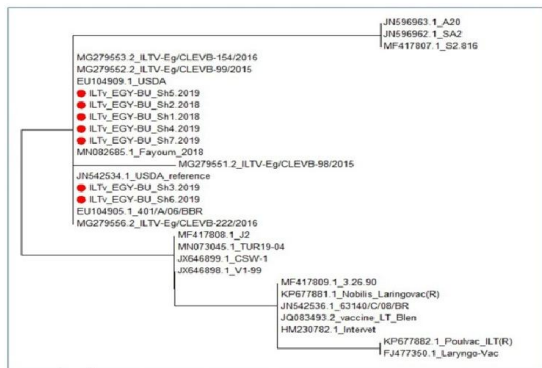 JN596963.1_A20
JN596962.1_SA2
MF417807.1_S2.816
MG279553.2_ILTV-Eg/CLEVB-154/2016
MG279552.2_ILTV-Eg/CLEVB-99/2015
EU104909.1_USDA
ILTv_EGY-BU_Sh5.2019
ILTv_EGY-BU_Sh2.2018
ILTv_EGY-BU_Sh1.2018
ILTv_EGY-BU_Sh4.2019
ILTv_EGY-BU_Sh7.2019
MN082685.1_Fayoum_2018
MG279551.2_ILTV-Eg/CLEVB-98/2015
JN542534.1_USDA_reference
ILTv_EGY-BU_Sh3.2019
ILTv_EGY-BU_Sh6.2019
EU104905.1_401/A/06/BBR
MG279556.2_ILTV-Eg/CLEVB-222/2016
MF417808.1_J2
MN073045.1_TUR19-04
JX646899.1_CSW-1
JX646898.1_V1-99
MF417809.1_3.26.90
KP677881.1_Nobilis_Laringovac(R)
JN542536.1_63140/C/08/BR
JQ083493.2_vaccine_LT_Blen
HM230782.1_Intervet
KP677882.1_Poulvac_ILT(R)
FJ477350.1_Laryngo-Vac